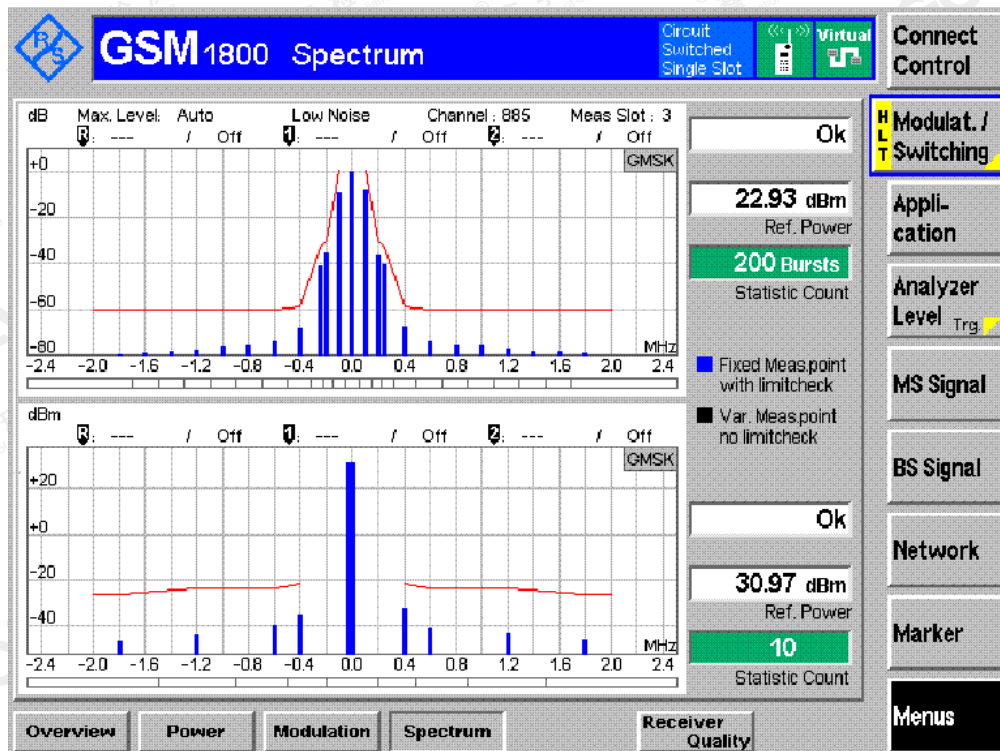 R S
GSM 1800 Spectrum
Circuit
Switched
Single Slot
Virtual
Connect
Control
dB Max. Level: Auto Low Noise Channel : 885 Meas Slot : 3
R : --- / Off 1 : --- / Off 2 : --- / Off
GMSK
+0
-20
-40
-60
-80
MHz
-2.4 -2.0 -1.6 -1.2 -0.8 -0.4 0.0 0.4 0.8 1.2 1.6 2.0 2.4
Ok
22.93 dBm
Ref. Power
200 Bursts
Statistic Count
Fixed Meas.point
with limitcheck
Var. Meas.point
no limitcheck
dBm
R : --- / Off 1 : --- / Off 2 : --- / Off
GMSK
+20
+0
-20
-40
MHz
-2.4 -2.0 -1.6 -1.2 -0.8 -0.4 0.0 0.4 0.8 1.2 1.6 2.0 2.4
Ok
30.97 dBm
Ref. Power
10
Statistic Count
H
L
T
Modulat. /
Switching
Appli-
cation
Analyzer
Level Trg.
MS Signal
BS Signal
Network
Marker
Menus
Overview Power Modulation Spectrum Receiver
Quality